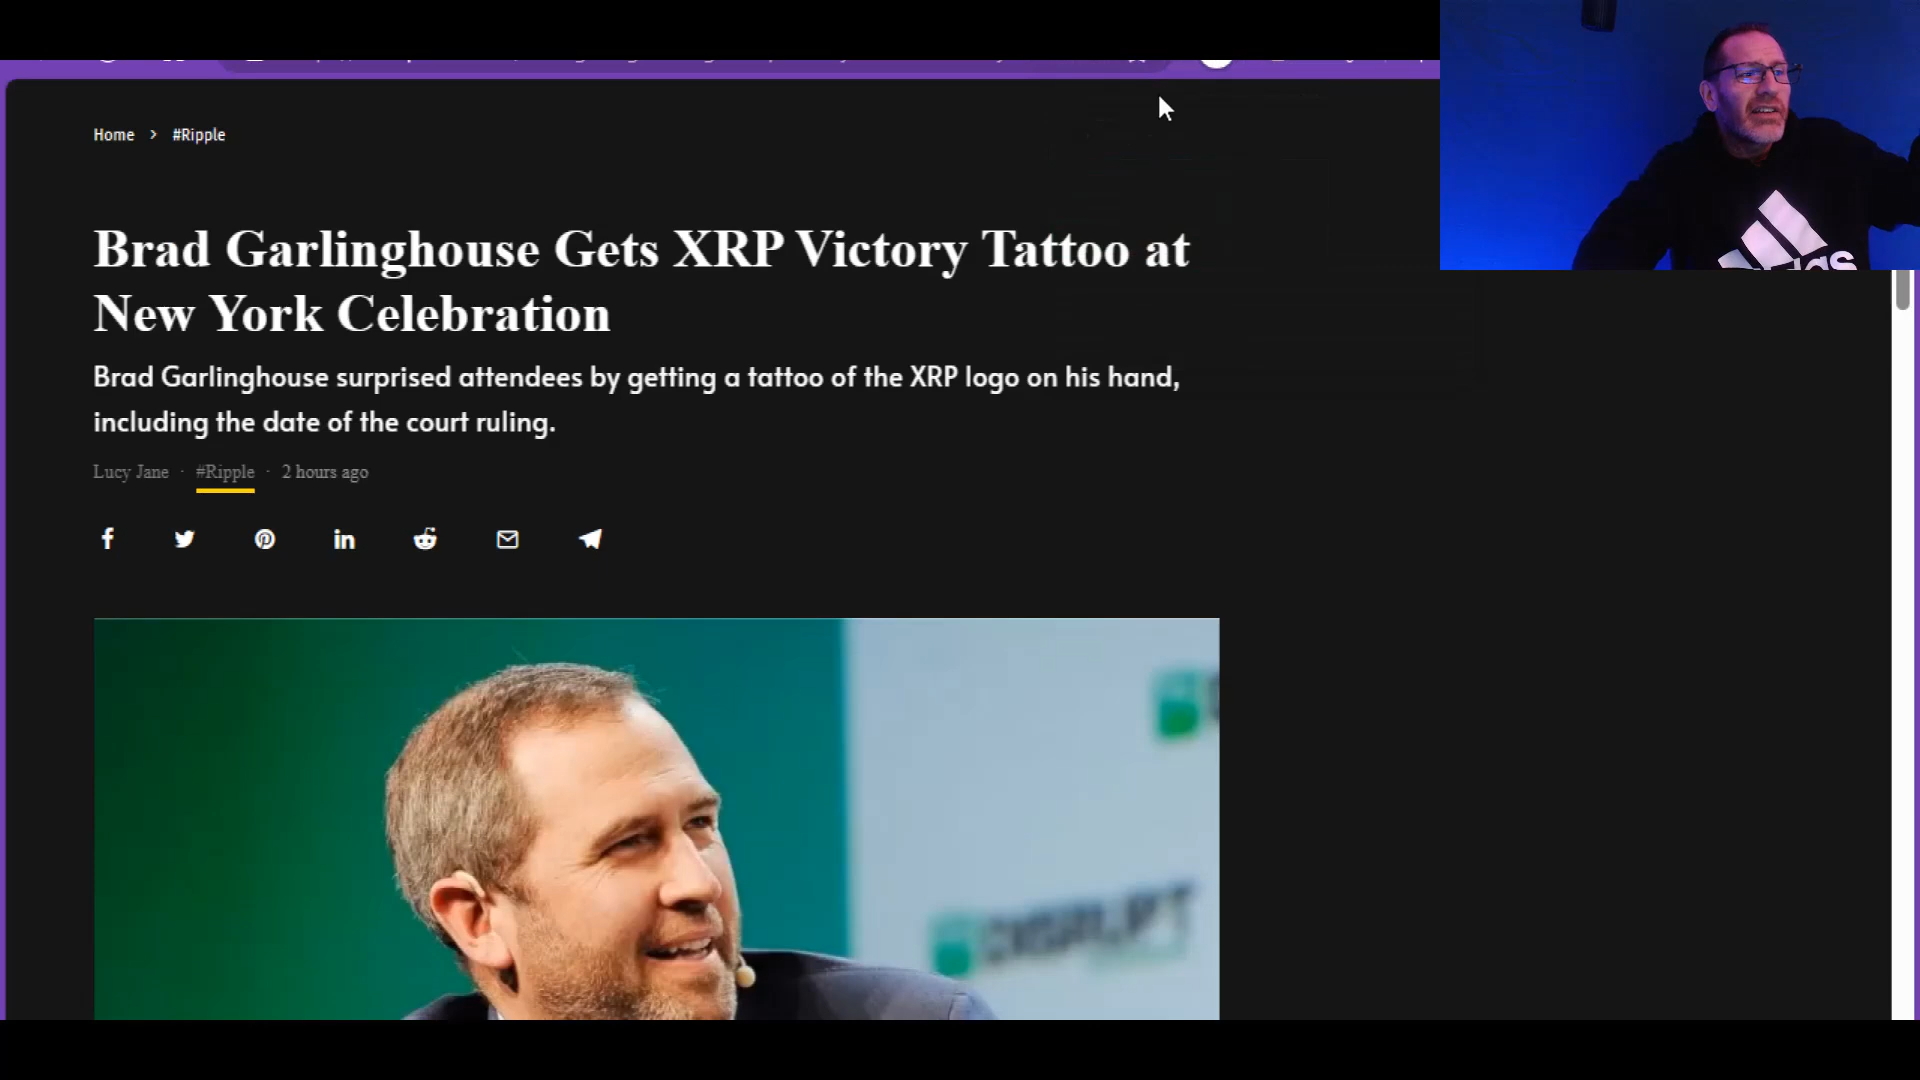 Home > #Ripple
Brad Garlinghouse Gets XRP Victory Tattoo at
New York Celebration
Brad Garlinghouse surprised attendees by getting a tattoo of the XRP logo on his hand,
including the date of the court ruling.
Lucy Jane · #Ripple · 2 hours ago
DISRUPT